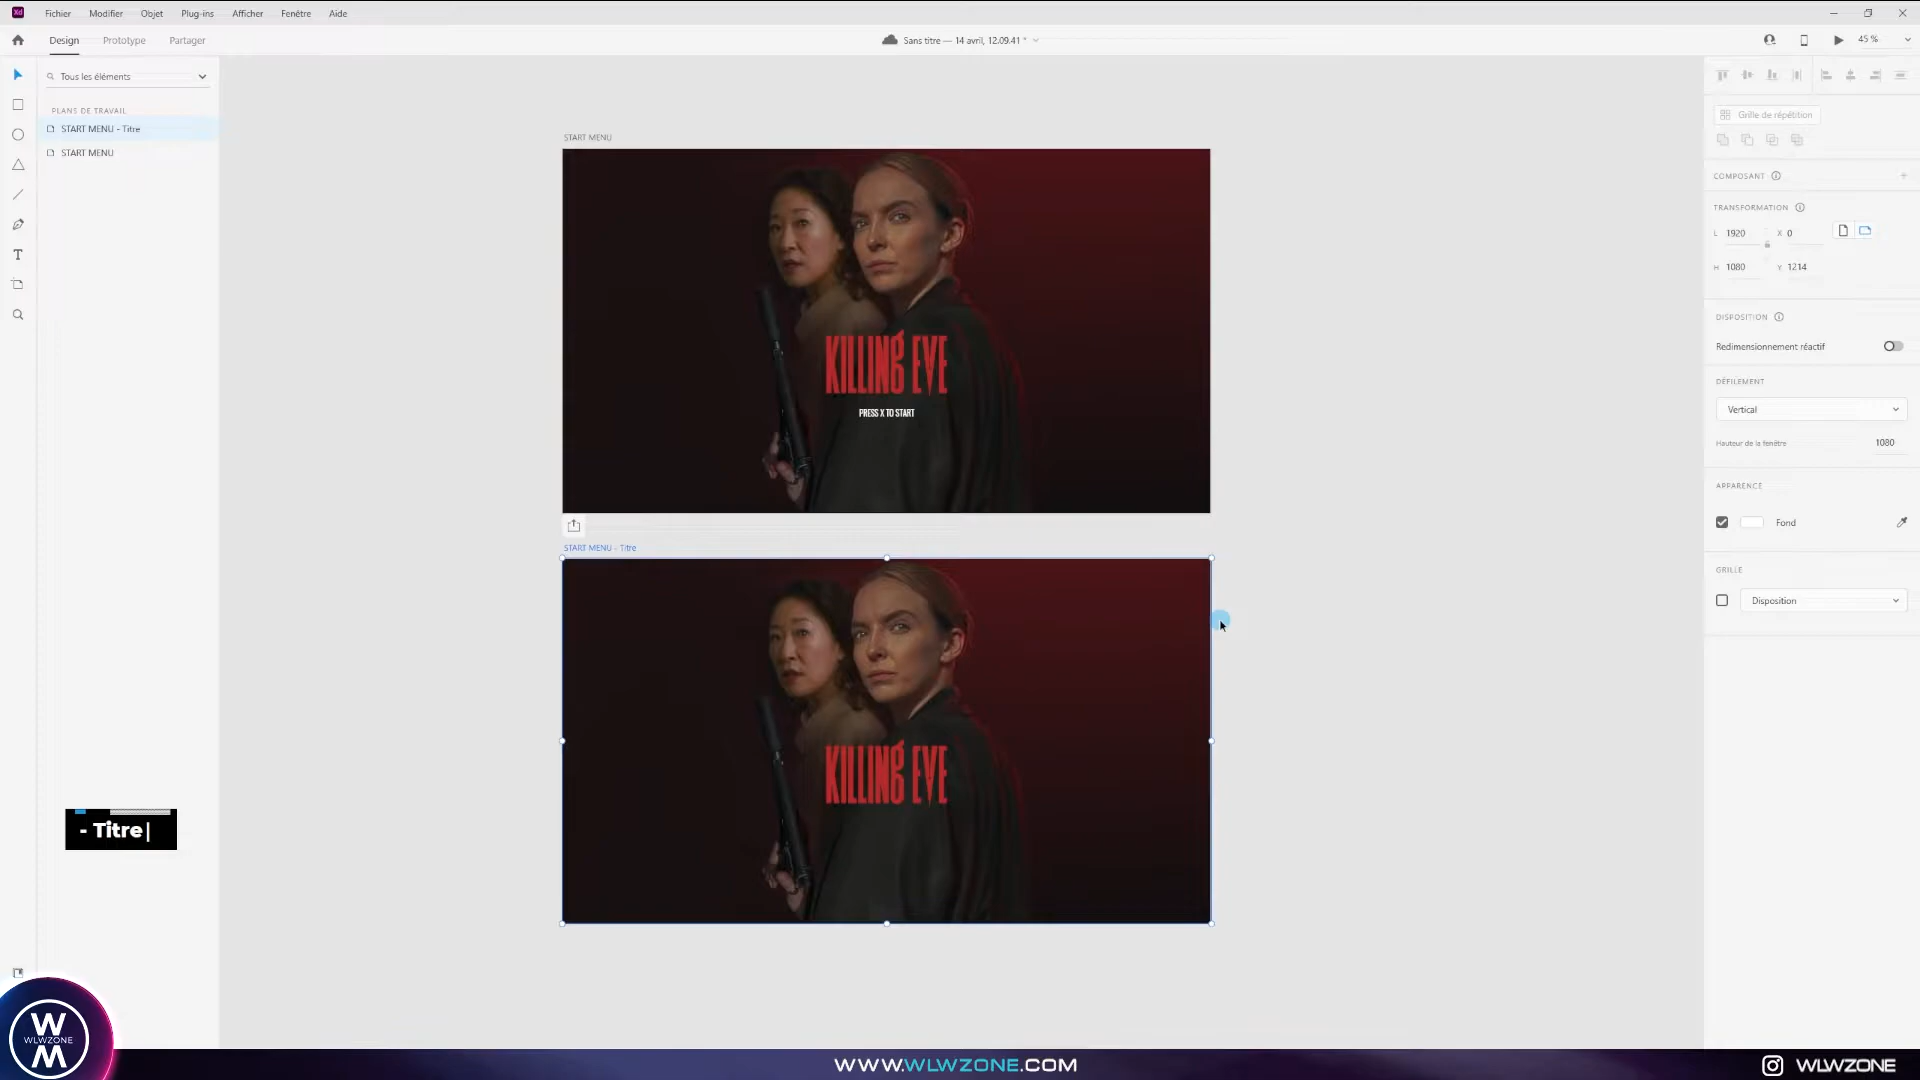 Xd
Fichier Modifier Objet Plug-ins Afficher Fenêtre Aide
Design Prototype Partager
Sans titre — 14 avril, 12.09.41 *
45 %
Tous les éléments
PLANS DE TRAVAIL
START MENU - Titre
START MENU
START MENU
KILLING EVE
PRESS X TO START
START MENU - Titre
KILLING EVE
Grille de répétition
COMPOSANT
TRANSFORMATION
L 1920 X 0
H 1080 Y 1214
DISPOSITION
Redimensionnement réactif
DÉFILEMENT
Vertical
Hauteur de la fenêtre 1080
APPARENCE
Fond
GRILLE
Disposition
- Titre
W
WLWZONE
M
WWW.WLWZONE.COM
WLWZONE